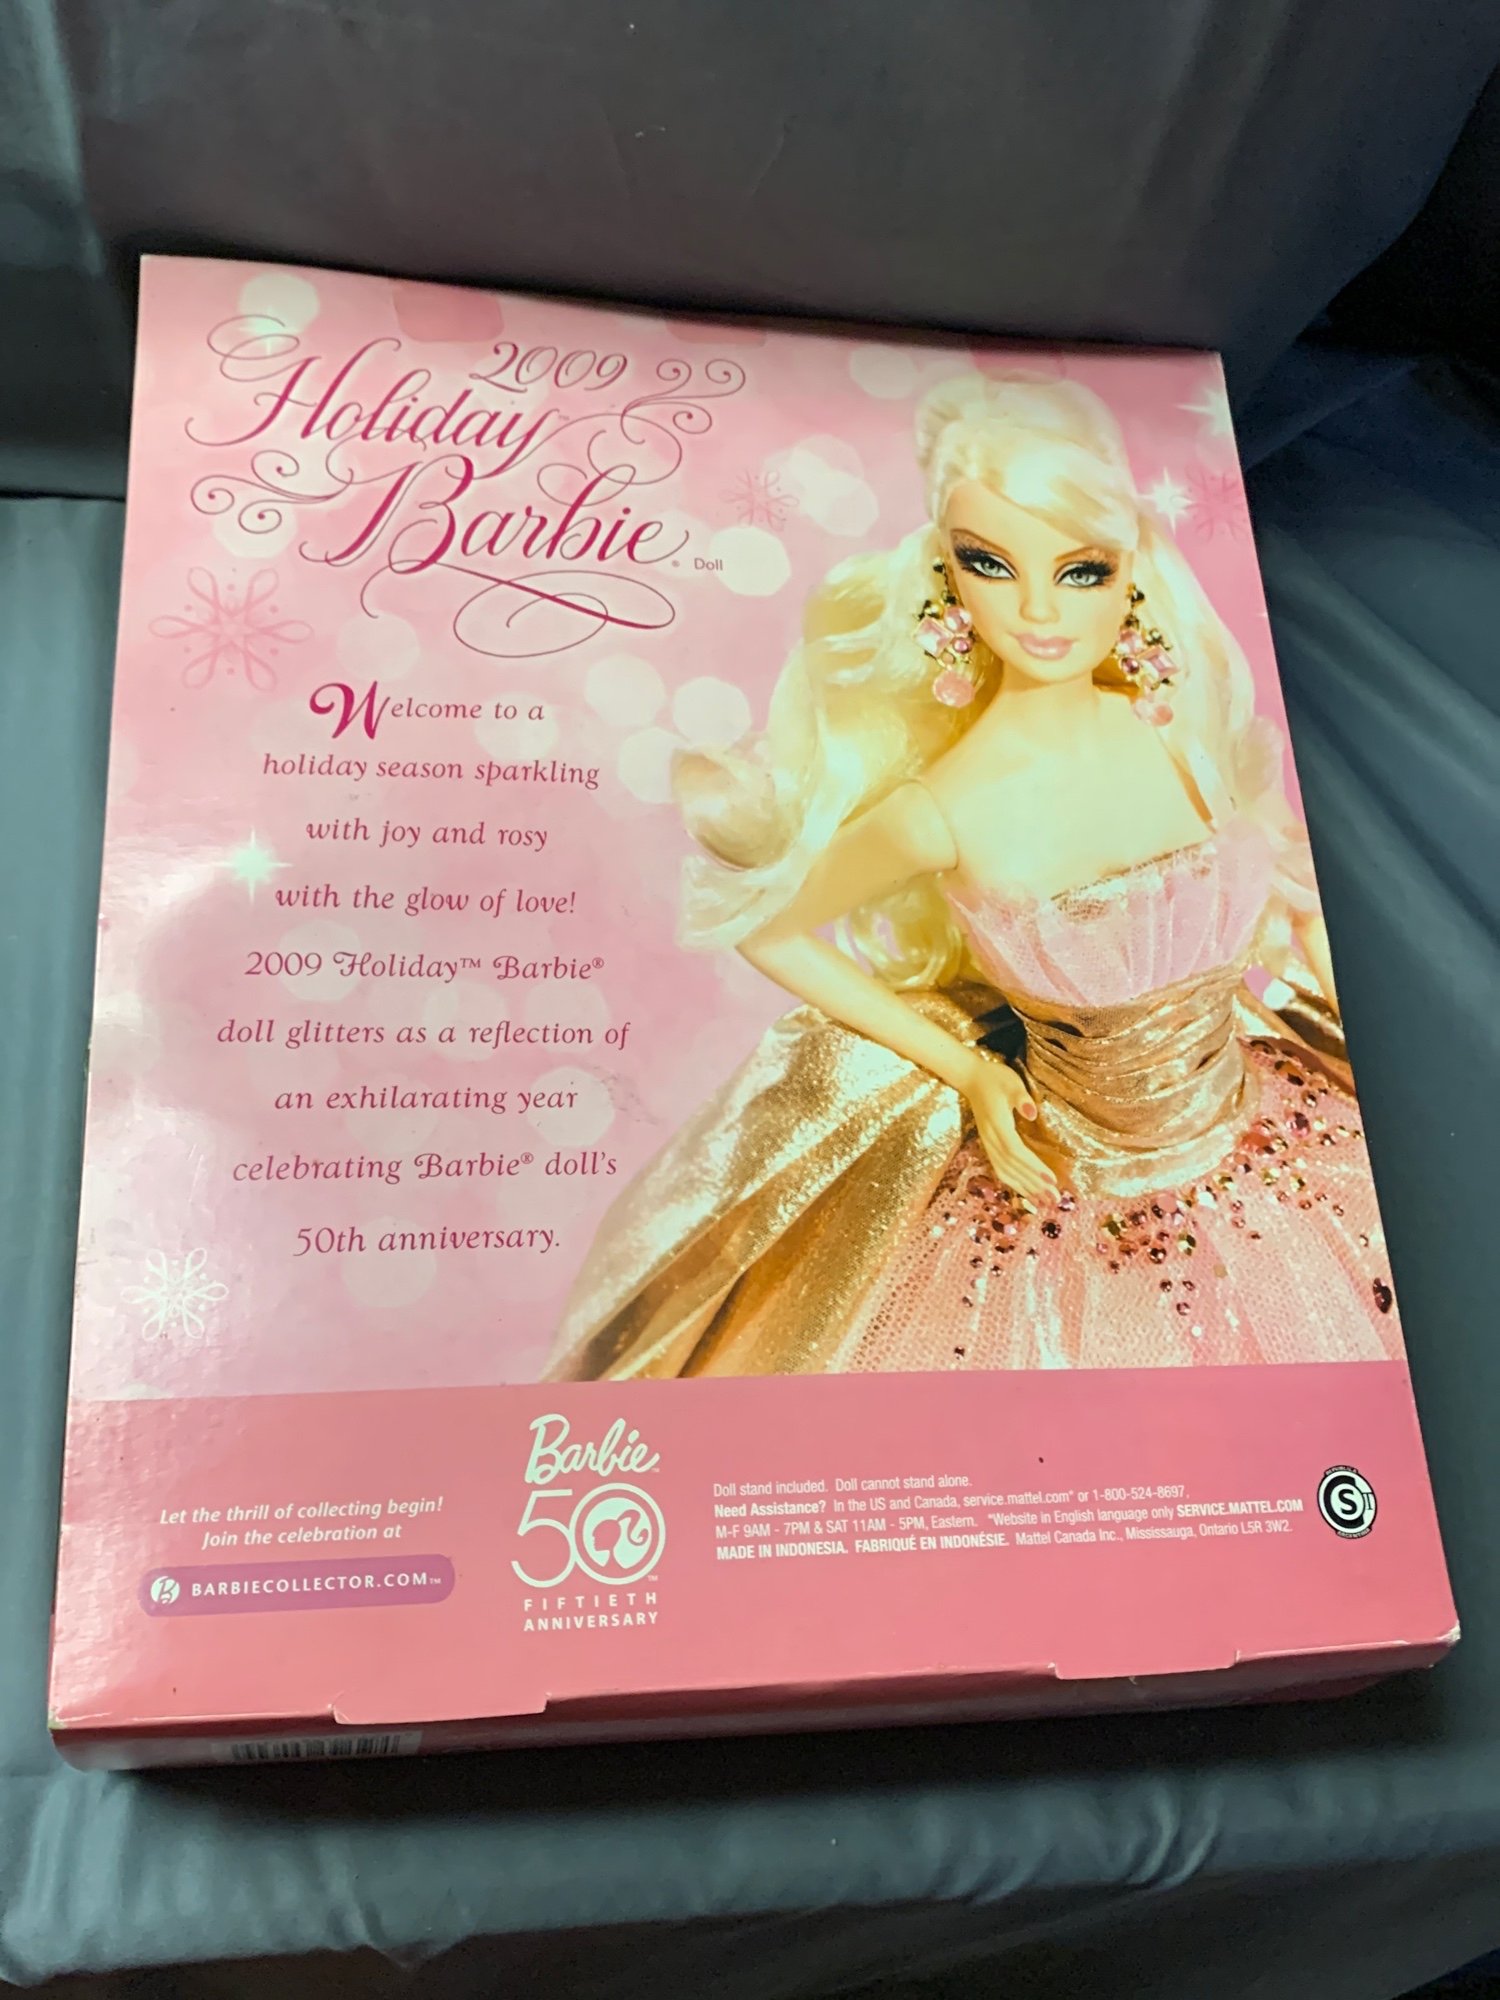 2009
Holiday™
Barbie® Doll
Welcome to a
holiday season sparkling
with joy and rosy
with the glow of love!
2009 Holiday™ Barbie®
doll glitters as a reflection of
an exhilarating year
celebrating Barbie® doll's
50th anniversary.
Let the thrill of collecting begin!
Join the celebration at
B BARBIECOLLECTOR.COM™
Barbie™
50™
FIFTIETH
ANNIVERSARY
Doll stand included. Doll cannot stand alone.
Need Assistance? In the US and Canada, service.mattel.com* or 1-800-524-8697,
M-F 9AM - 7PM & SAT 11AM - 5PM, Eastern. *Website in English language only SERVICE.MATTEL.COM
MADE IN INDONESIA. FABRIQUÉ EN INDONÉSIE. Mattel Canada Inc., Mississauga, Ontario L5R 3W2.
S